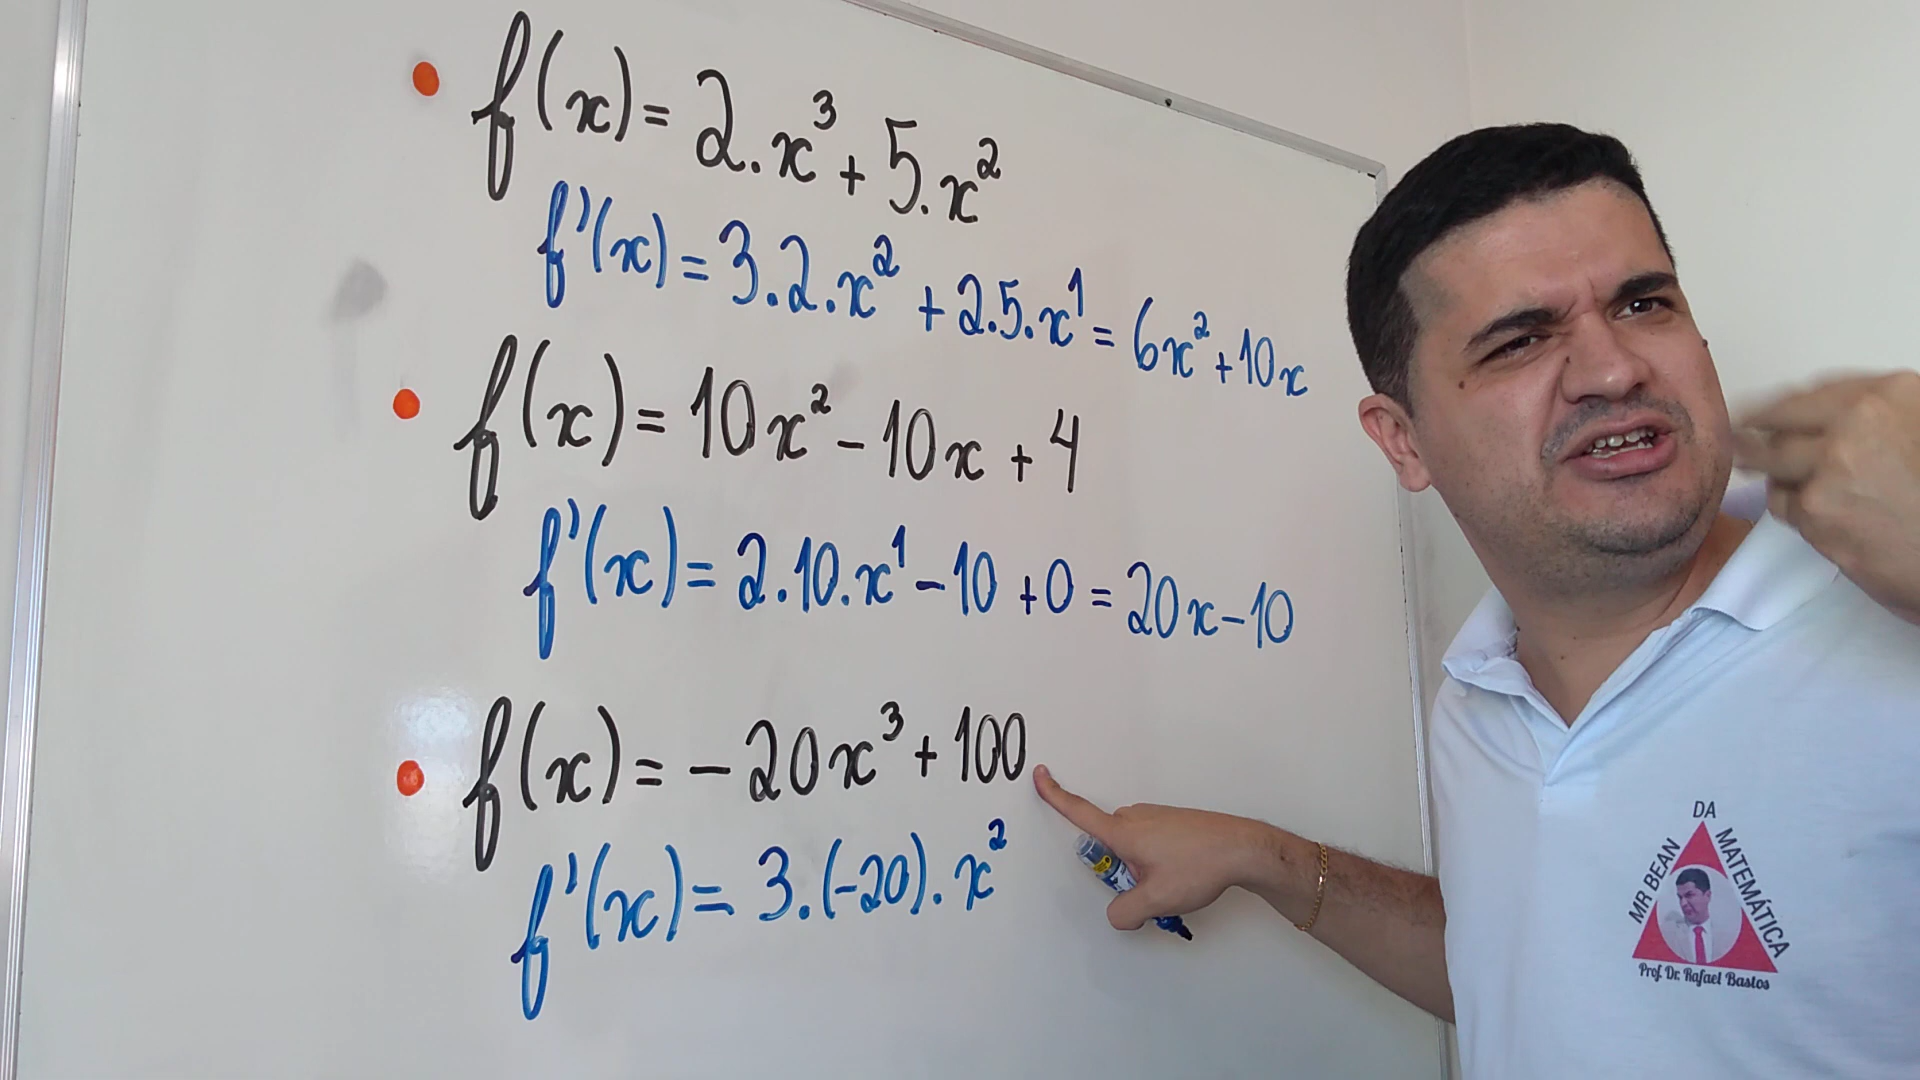 • f(x) = 2.x³ + 5.x²
f'(x) = 3.2.x² + 2.5.x¹ = 6x² + 10x
• f(x) = 10x² - 10x + 4
f'(x) = 2.10.x¹ - 10 + 0 = 20x - 10
• f(x) = - 20x³ + 100
f'(x) = 3.(-20).x²
MR BEAN DA MATEMÁTICA
Prof. Dr. Rafael Bastos